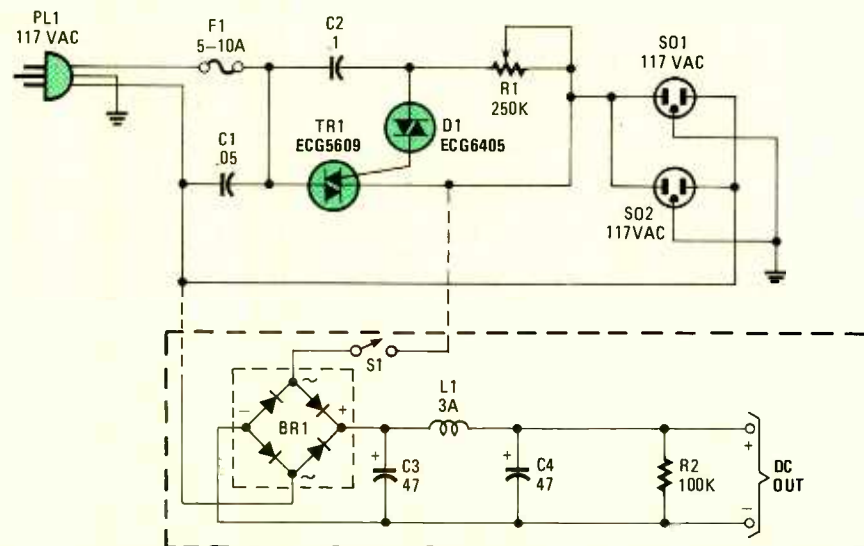 PL1
117 VAC
F1
5–10A
C2
.1
R1
250K
SO1
117 VAC
TR1
ECG5609
D1
ECG6405
C1
.05
SO2
117VAC
S1
~
–
BR1
+
~
L1
3A
+
C3
47
+
C4
47
R2
100K
+
DC
OUT
–